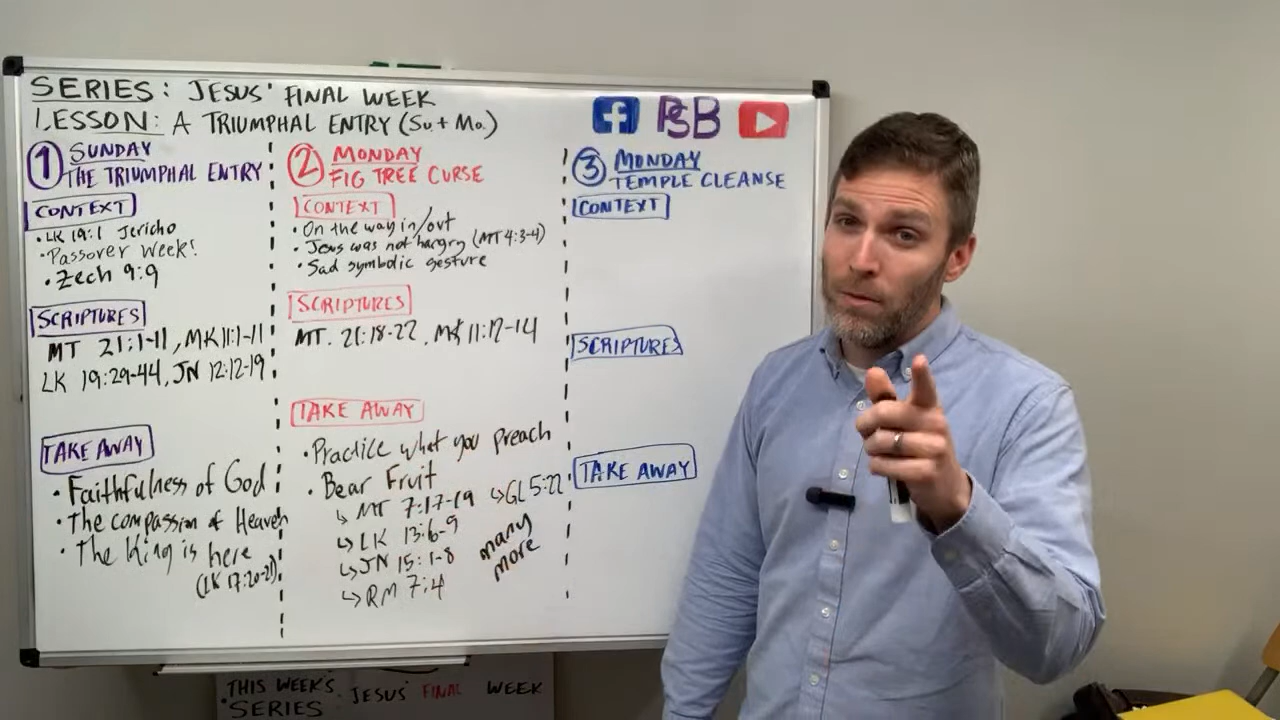 SERIES: JESUS' FINAL WEEK
LESSON: A TRIUMPHAL ENTRY (Su. + Mo.)
f PSB
1 SUNDAY
THE TRIUMPHAL ENTRY
CONTEXT
• LK 19:1 Jericho
• Passover Week!
• Zech 9:9
SCRIPTURES
MT 21:1-11, MK 11:1-11
LK 19:29-44, JN 12:12-19
TAKE AWAY
• Faithfulness of God
• The compassion of Heaven
• The King is here
(LK 17:20-21)
2 MONDAY
FIG TREE CURSE
CONTEXT
• On the way in/out
• Jesus was not hangry (MT 4:3-4)
• Sad symbolic gesture
SCRIPTURES
MT. 21:18-22, MK 11:12-14
TAKE AWAY
• Practice what you preach
• Bear Fruit
↳ MT 7:17-19 ↳ GL 5:22
↳ LK 13:6-9
↳ JN 15:1-8
↳ RM 7:4
many
more
3 MONDAY
TEMPLE CLEANSE
CONTEXT
SCRIPTURES
TAKE AWAY
THIS WEEK'S JESUS' FINAL WEEK
SERIES